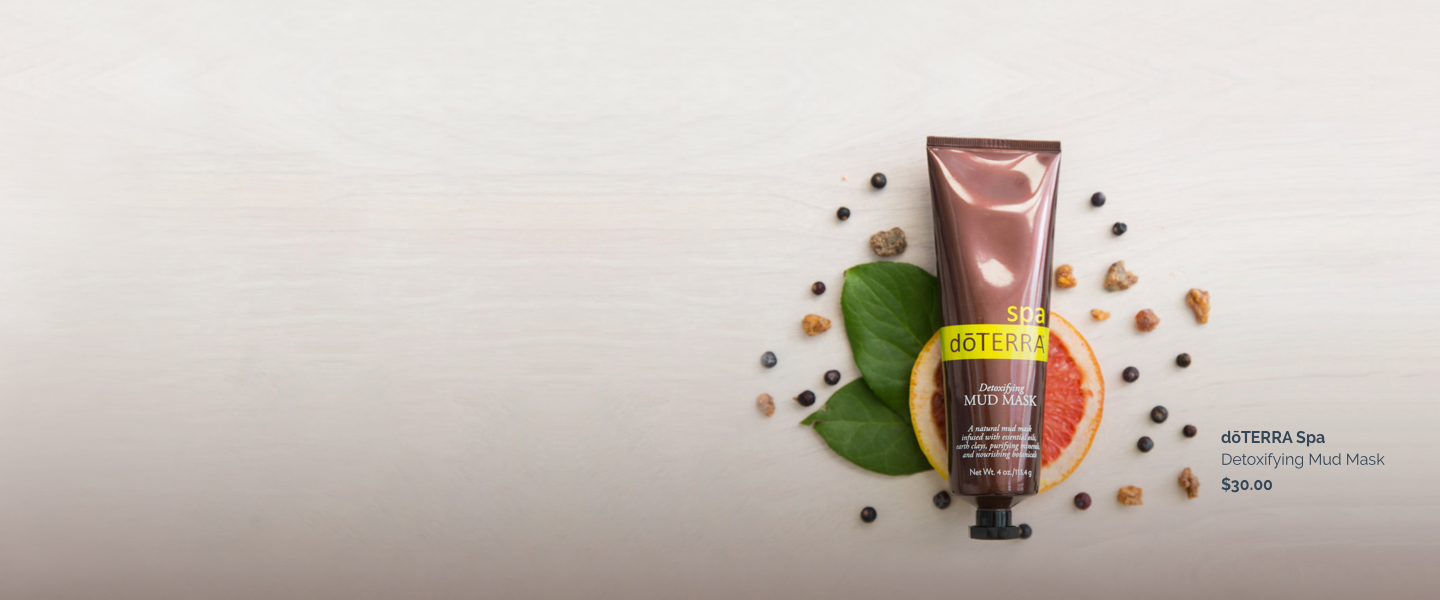 spa
dōTERRA
Detoxifying
MUD MASK
A natural mud mask
infused with essential oils,
earth clays, purifying minerals,
and nourishing botanicals
Net Wt. 4 oz./113.4 g
dōTERRA Spa
Detoxifying Mud Mask
$30.00